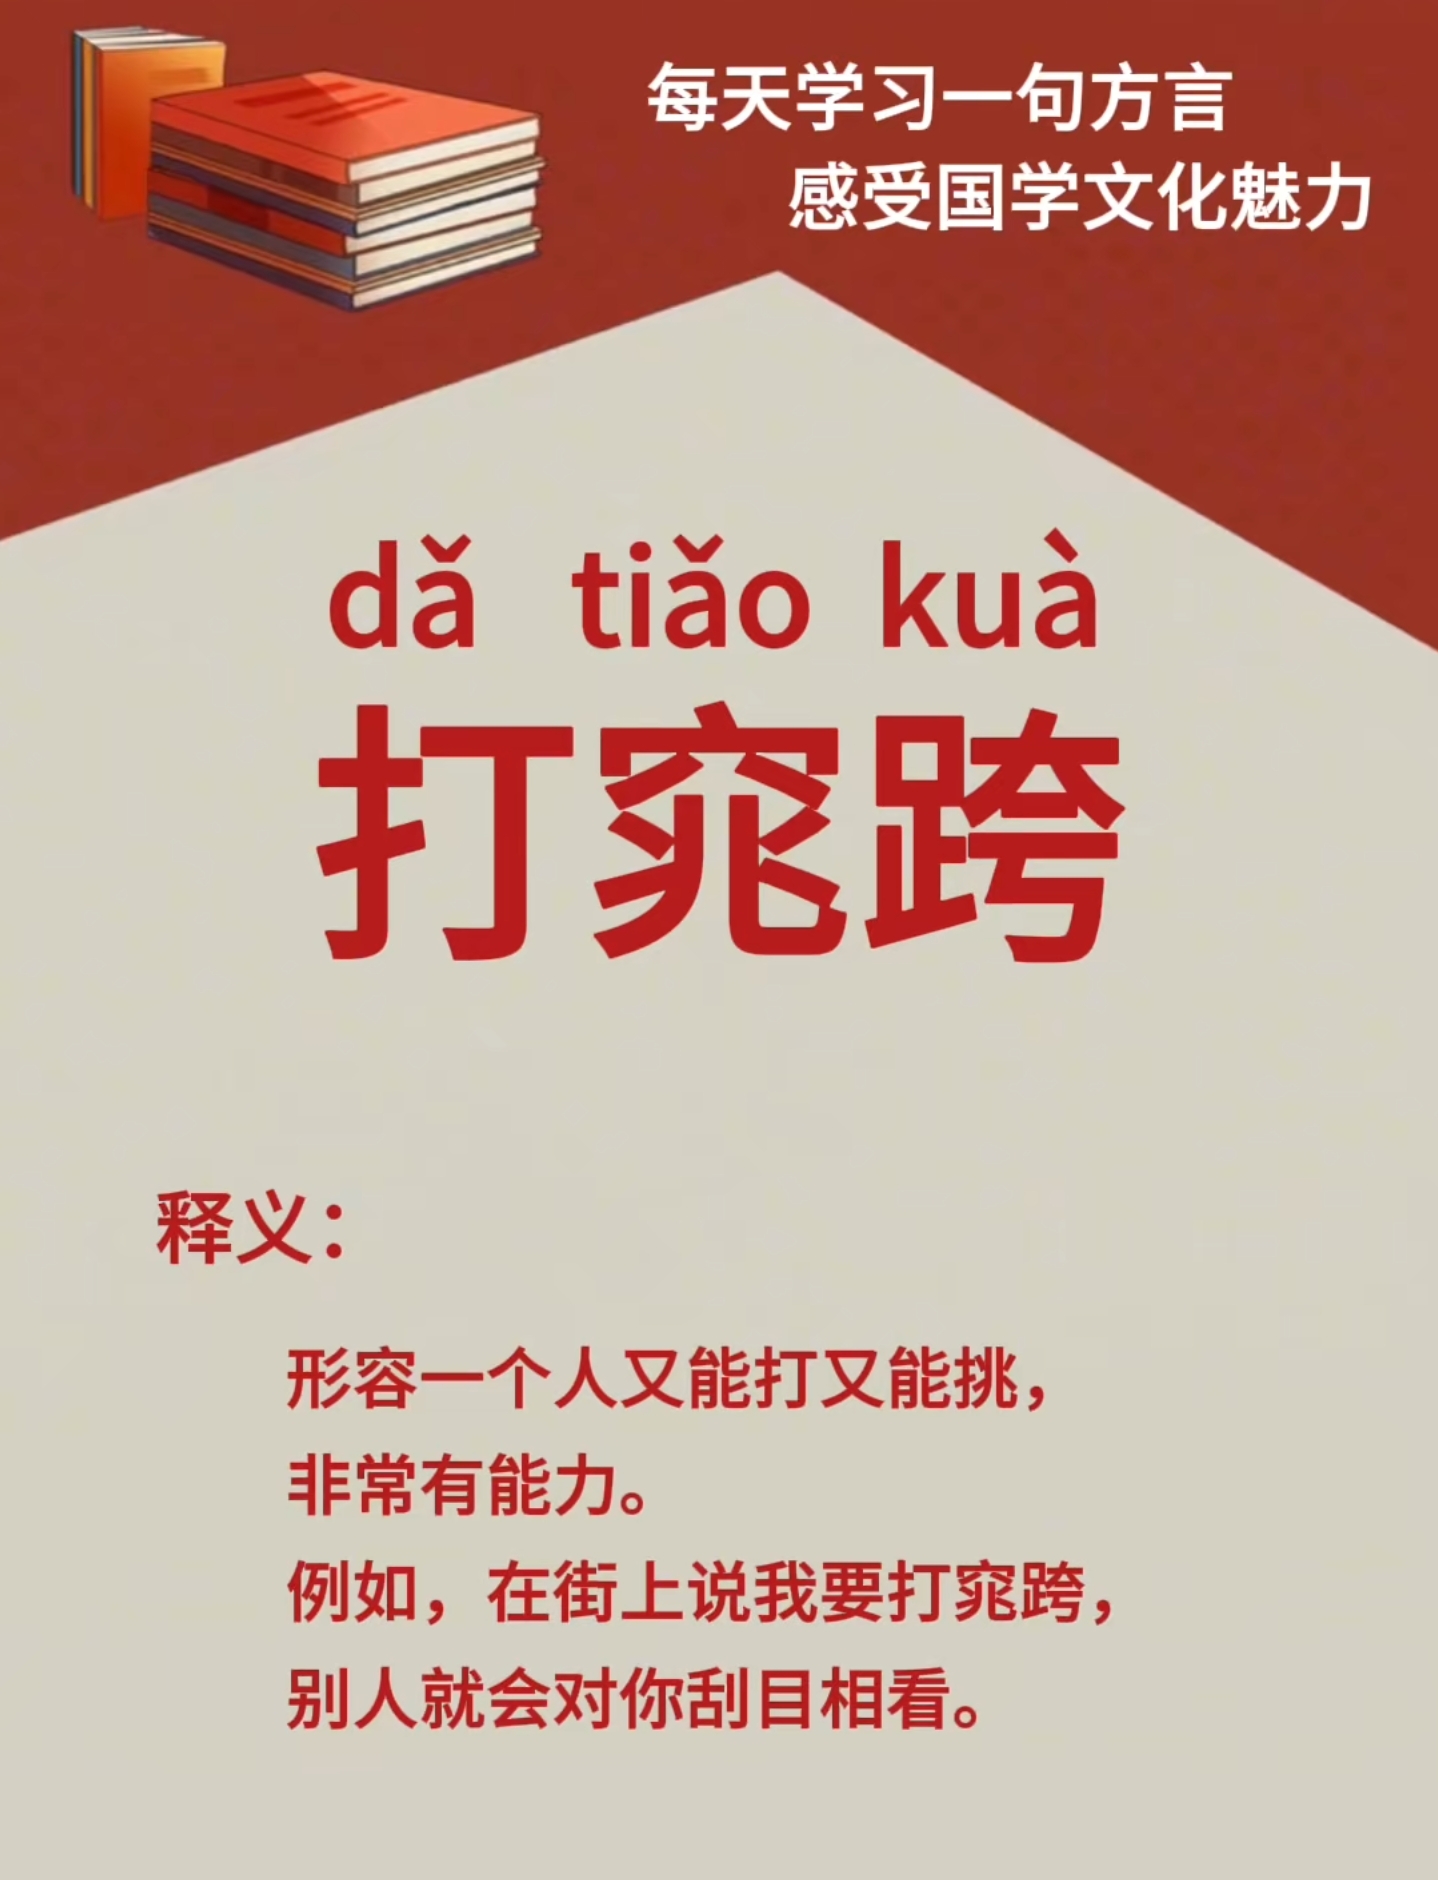 每天学习一句方言
感受国学文化魅力
dǎ tiǎo kuà
打窕跨
释义：
形容一个人又能打又能挑，
非常有能力。
例如，在街上说我要打窕跨，
别人就会对你刮目相看。